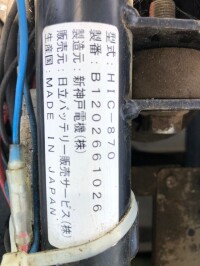 型式：HIC-870
製番：B1202661026
製造元：新神戸電機(株)
販売元：日立バッテリー販売サービス(株)
生産国：MADE IN JAPAN